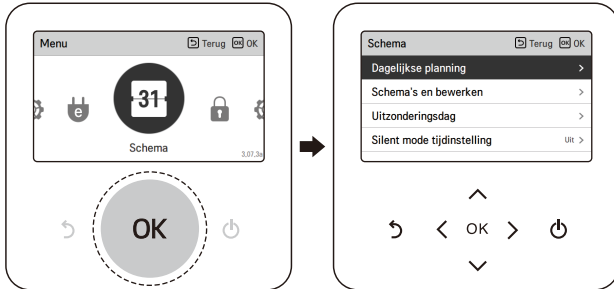 Menu
Terug OK OK
31
e
Schema
3.07.3a
OK
Schema
Terug OK OK
Dagelijkse planning
Schema's en bewerken
Uitzonderingsdag
Silent mode tijdinstelling Uit
OK